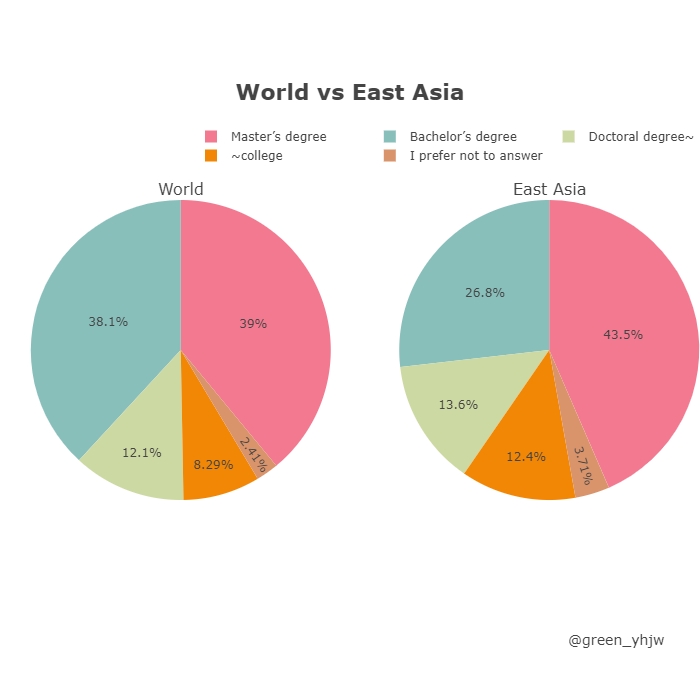 World vs East Asia
Master’s degree Bachelor’s degree Doctoral degree~
~college I prefer not to answer
World East Asia
38.1% 39% 12.1% 8.29% 2.41%
26.8% 43.5% 13.6% 12.4% 3.71%
@green_yhjw